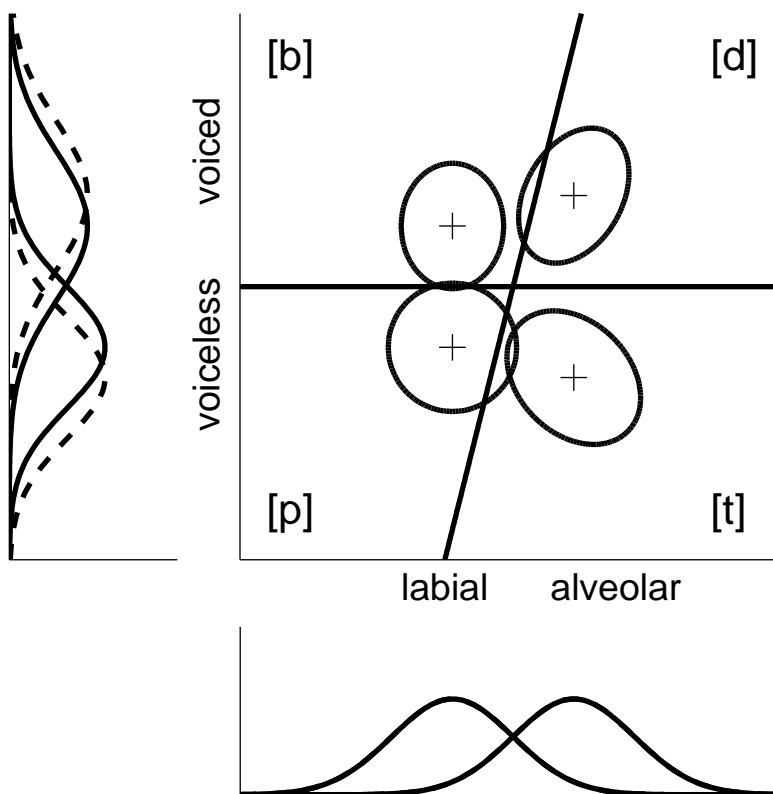 [b] [d]
voiced
voiceless
[p] [t]
labial alveolar